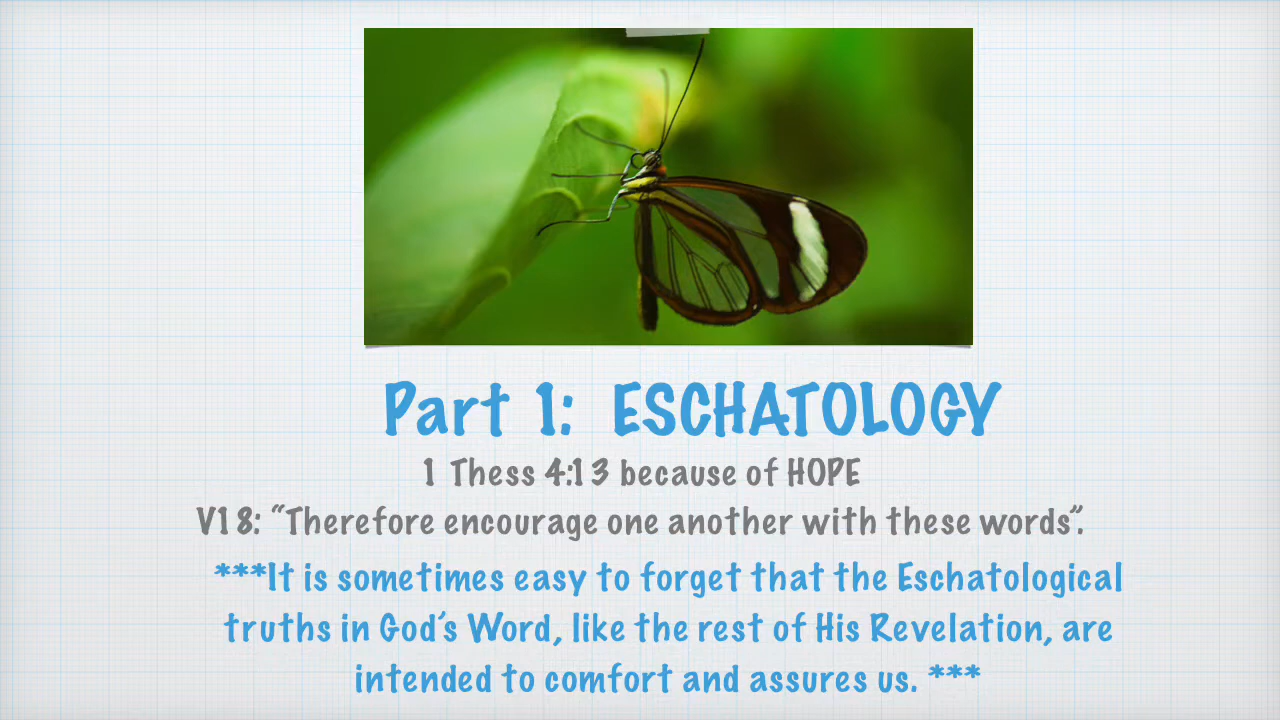 Part 1: ESCHATOLOGY
1 Thess 4:13 because of HOPE
V18: “Therefore encourage one another with these words”.
***It is sometimes easy to forget that the Eschatological
truths in God’s Word, like the rest of His Revelation, are
intended to comfort and assures us. ***